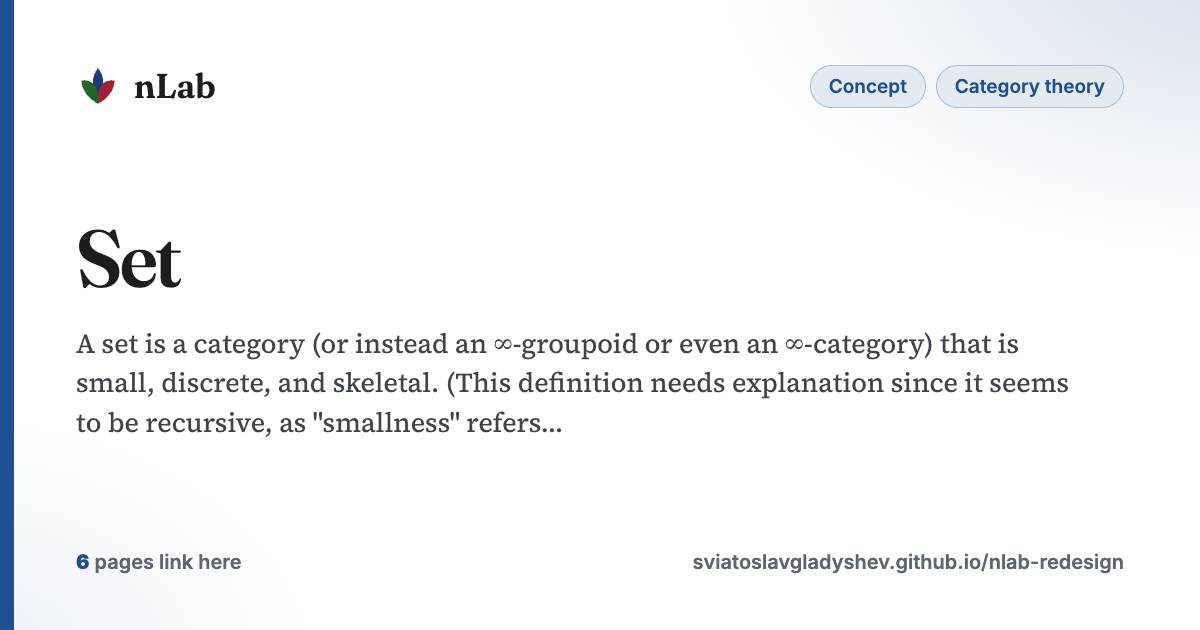 nLab
Concept
Category theory
Set
A set is a category (or instead an ∞-groupoid or even an ∞-category) that is
small, discrete, and skeletal. (This definition needs explanation since it seems
to be recursive, as "smallness" refers...
6 pages link here
sviatoslavgladyshev.github.io/nlab-redesign